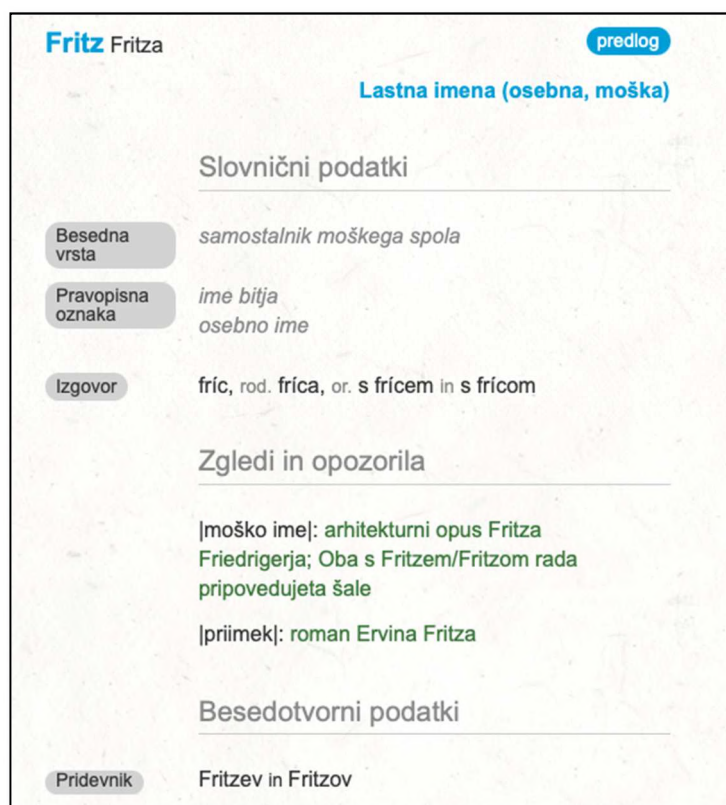 Fritz Fritza predlog
Lastna imena (osebna, moška)
Slovnični podatki
Besedna vrsta samostalnik moškega spola
Pravopisna oznaka ime bitja
osebno ime
Izgovor fríc, rod. fríca, or. s frícem in s frícom
Zgledi in opozorila
|moško ime|: arhitekturni opus Fritza
Friedrigerja; Oba s Fritzem/Fritzom rada
pripovedujeta šale
|priimek|: roman Ervina Fritza
Besedotvorni podatki
Pridevnik Fritzev in Fritzov